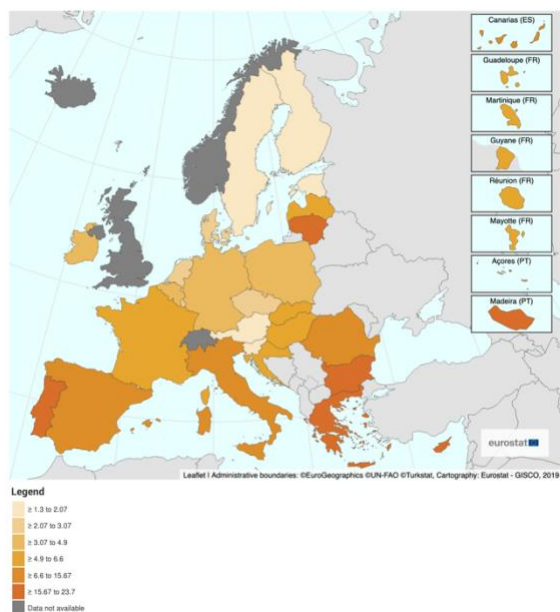 Canarias (ES)
Guadeloupe (FR)
Martinique (FR)
Guyane (FR)
Réunion (FR)
Mayotte (FR)
Açores (PT)
Madeira (PT)
eurostat
Leaflet | Administrative boundaries: ©EuroGeographics ©UN-FAO ©Turkstat, Cartography: Eurostat - GISCO, 2019
Legend
≥ 1.3 to 2.07
≥ 2.07 to 3.07
≥ 3.07 to 4.9
≥ 4.9 to 6.6
≥ 6.6 to 15.67
≥ 15.67 to 23.7
Data not available